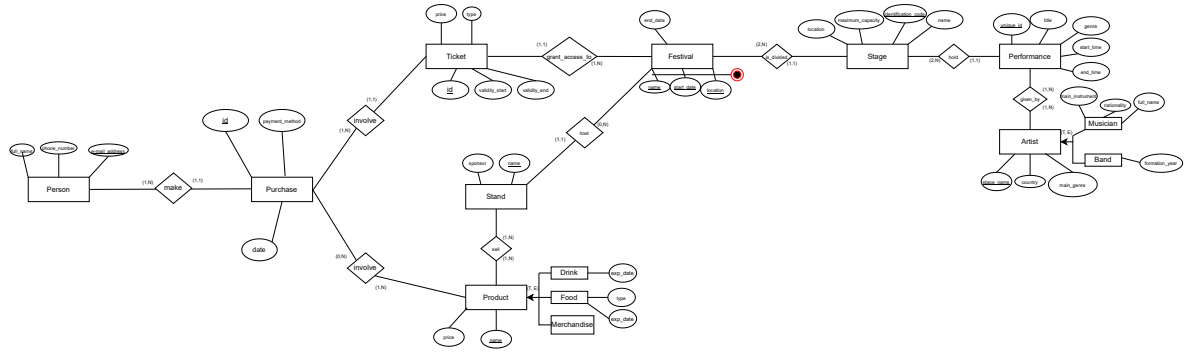 price
type
(1,1)
Ticket
grant_access_to
(1,N)
id
validity_start
validity_end
end_date
Festival
name
start_date
location
(2,N)
is_divided
(1,1)
location
maximum_capacity
identification_code
name
Stage
(2,N)
hold
(1,1)
unique_id
title
genre
start_time
end_time
Performance
(1,N)
given_by
(1,N)
main_instrument
nationality
full_name
Musician
Artist
(T, E)
Band
formation_year
stage_name
country
main_genre
(1,1)
involve
(1,N)
id
payment_method
full_name
phone_number
e-mail_address
Person
(1,N)
make
(1,1)
Purchase
date
(0,N)
involve
(1,N)
(0,N)
host
(1,1)
sponsor
name
Stand
(1,N)
sell
(1,N)
Product
(T, E)
price
name
Drink
exp_date
Food
type
exp_date
Merchandise